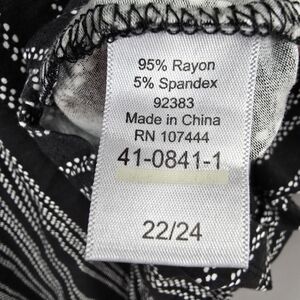 95% Rayon
5% Spandex
92383
Made in China
RN 107444
41-0841-1
22/24